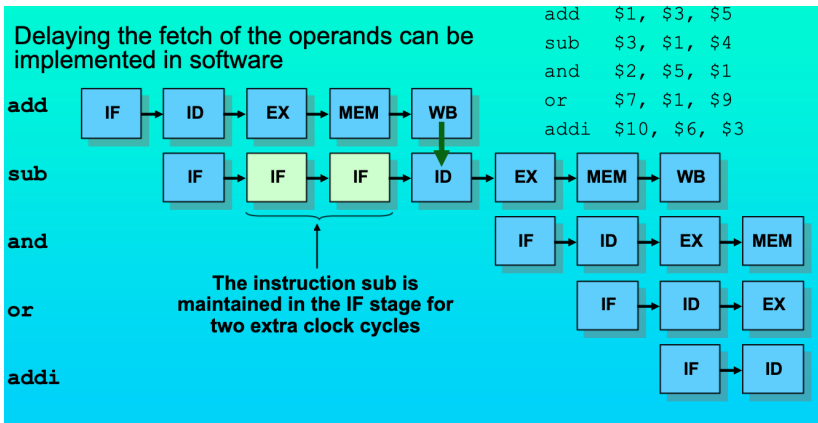 Delaying the fetch of the operands can be
implemented in software
add $1, $3, $5
sub $3, $1, $4
and $2, $5, $1
or $7, $1, $9
addi $10, $6, $3
add IF ID EX MEM WB
sub IF IF IF ID EX MEM WB
and IF ID EX MEM
The instruction sub is
maintained in the IF stage for
two extra clock cycles
or IF ID EX
addi IF ID